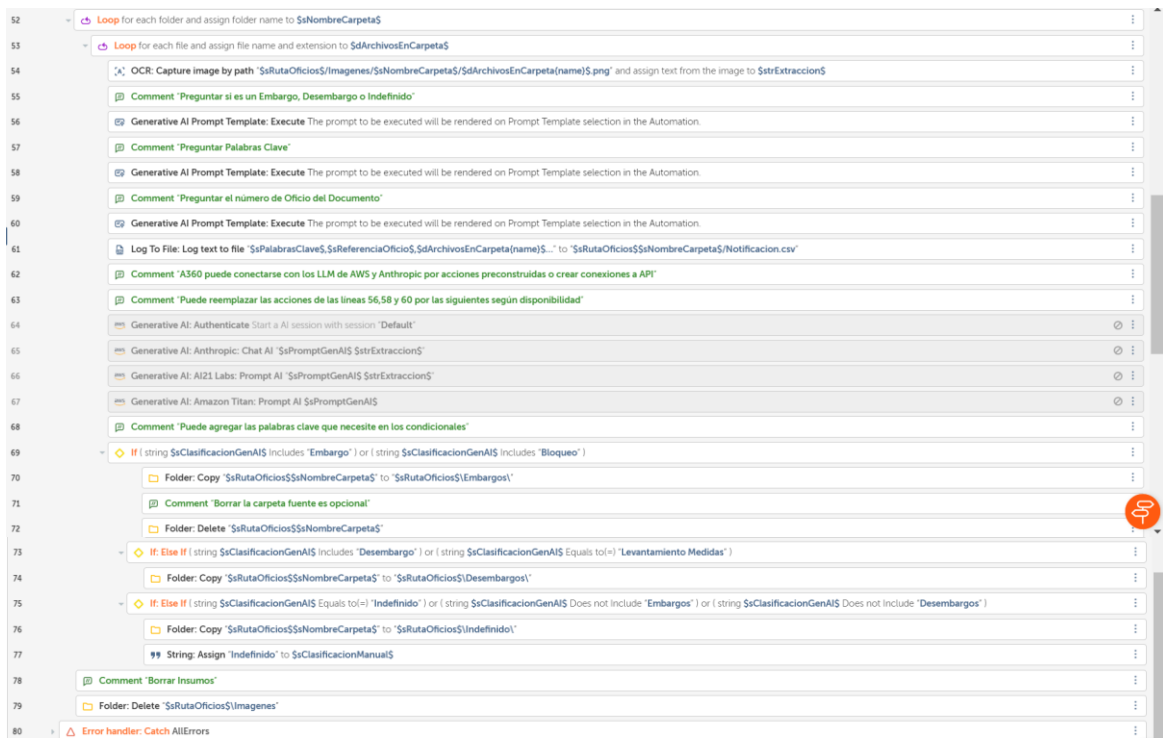 52 Loop for each folder and assign folder name to $sNombreCarpeta$
53 Loop for each file and assign file name and extension to $dArchivosEnCarpeta$
54 OCR: Capture image by path "$sRutaOficios$/Imagenes/$sNombreCarpeta$/$dArchivosEnCarpeta{name}$.png" and assign text from the image to $strExtraccion$
55 Comment "Preguntar si es un Embargo, Desembargo o Indefinido"
56 Generative AI Prompt Template: Execute The prompt to be executed will be rendered on Prompt Template selection in the Automation.
57 Comment "Preguntar Palabras Clave"
58 Generative AI Prompt Template: Execute The prompt to be executed will be rendered on Prompt Template selection in the Automation.
59 Comment "Preguntar el número de Oficio del Documento"
60 Generative AI Prompt Template: Execute The prompt to be executed will be rendered on Prompt Template selection in the Automation.
61 Log To File: Log text to file "$sPalabrasClave$,$sReferenciaOficio$,$dArchivosEnCarpeta{name}$..." to "$sRutaOficios$$sNombreCarpeta$/Notificacion.csv"
62 Comment "A360 puede conectarse con los LLM de AWS y Anthropic por acciones preconstruidas o crear conexiones a API"
63 Comment "Puede reemplazar las acciones de las líneas 56,58 y 60 por las siguientes según disponibilidad"
64 Generative AI: Authenticate Start a AI session with session "Default"
65 Generative AI: Anthropic: Chat AI "$sPromptGenAI$ $strExtraccion$"
66 Generative AI: AI21 Labs: Prompt AI "$sPromptGenAI$ $strExtraccion$"
67 Generative AI: Amazon Titan: Prompt AI $sPromptGenAI$
68 Comment "Puede agregar las palabras clave que necesite en los condicionales"
69 If ( string $sClasificacionGenAI$ Includes "Embargo" ) or ( string $sClasificacionGenAI$ Includes "Bloqueo" )
70 Folder: Copy "$sRutaOficios$$sNombreCarpeta$" to "$sRutaOficios$\Embargos\"
71 Comment "Borrar la carpeta fuente es opcional"
72 Folder: Delete "$sRutaOficios$$sNombreCarpeta$"
73 If: Else If ( string $sClasificacionGenAI$ Includes "Desembargo" ) or ( string $sClasificacionGenAI$ Equals to(=) "Levantamiento Medidas" )
74 Folder: Copy "$sRutaOficios$$sNombreCarpeta$" to "$sRutaOficios$\Desembargos\"
75 If: Else If ( string $sClasificacionGenAI$ Equals to(=) "Indefinido" ) or ( string $sClasificacionGenAI$ Does not Include "Embargos" ) or ( string $sClasificacionGenAI$ Does not Include "Desembargos" )
76 Folder: Copy "$sRutaOficios$$sNombreCarpeta$" to "$sRutaOficios$\Indefinido\"
77 String: Assign "Indefinido" to $sClasificacionManual$
78 Comment "Borrar Insumos"
79 Folder: Delete "$sRutaOficios$\Imagenes"
80 Error handler: Catch AllErrors